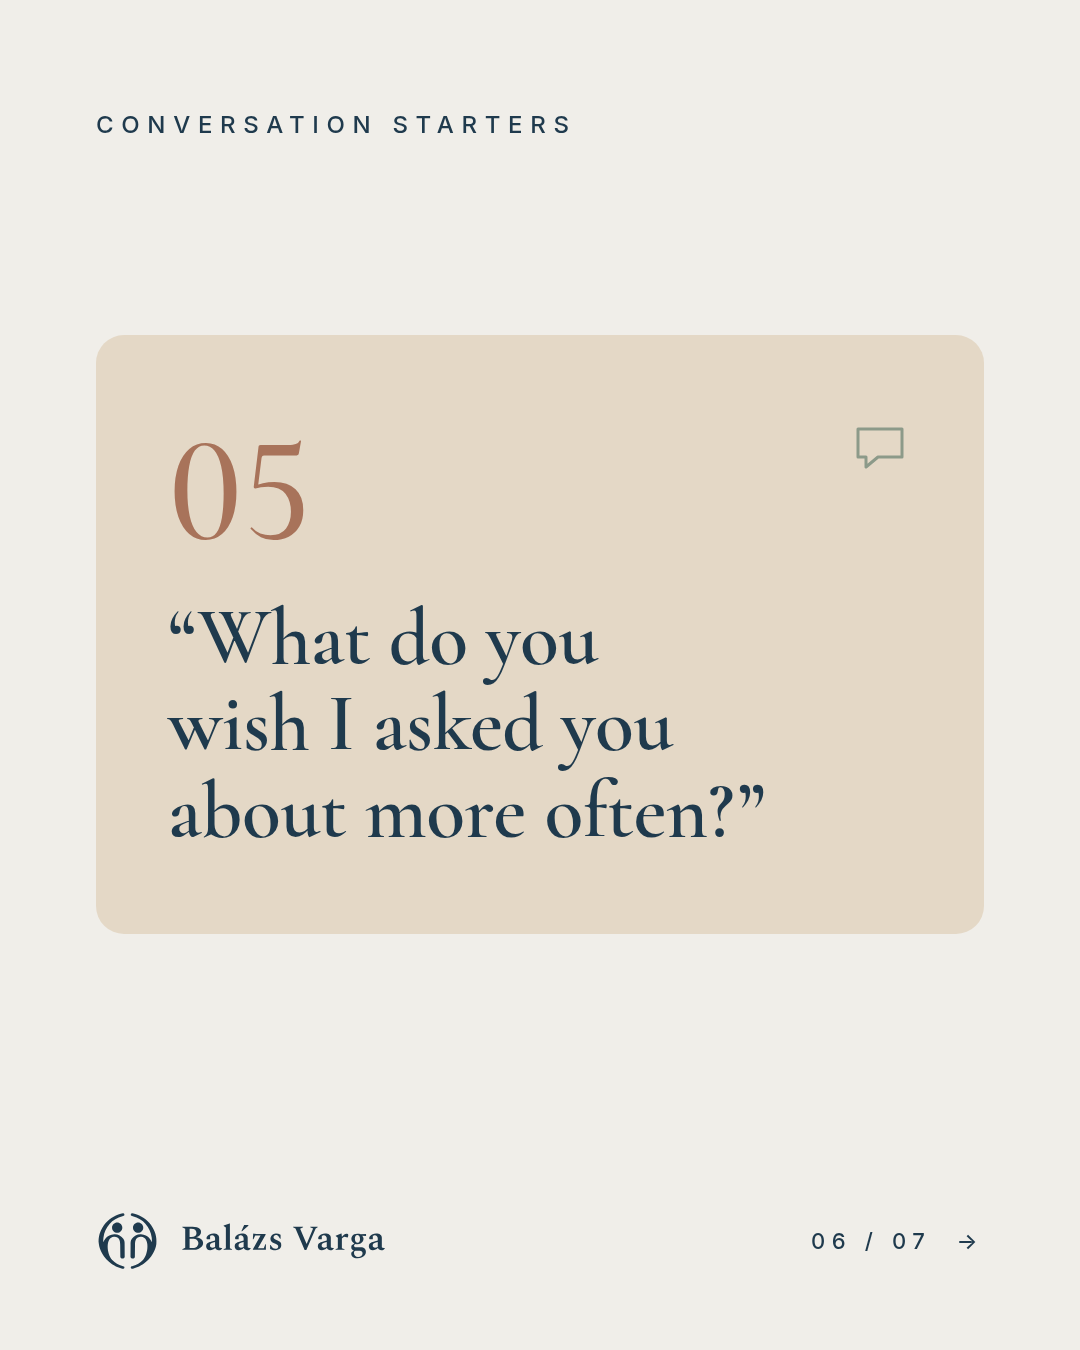 CONVERSATION STARTERS
05
“What do you
wish I asked you
about more often?”
Balázs Varga
06 / 07 →